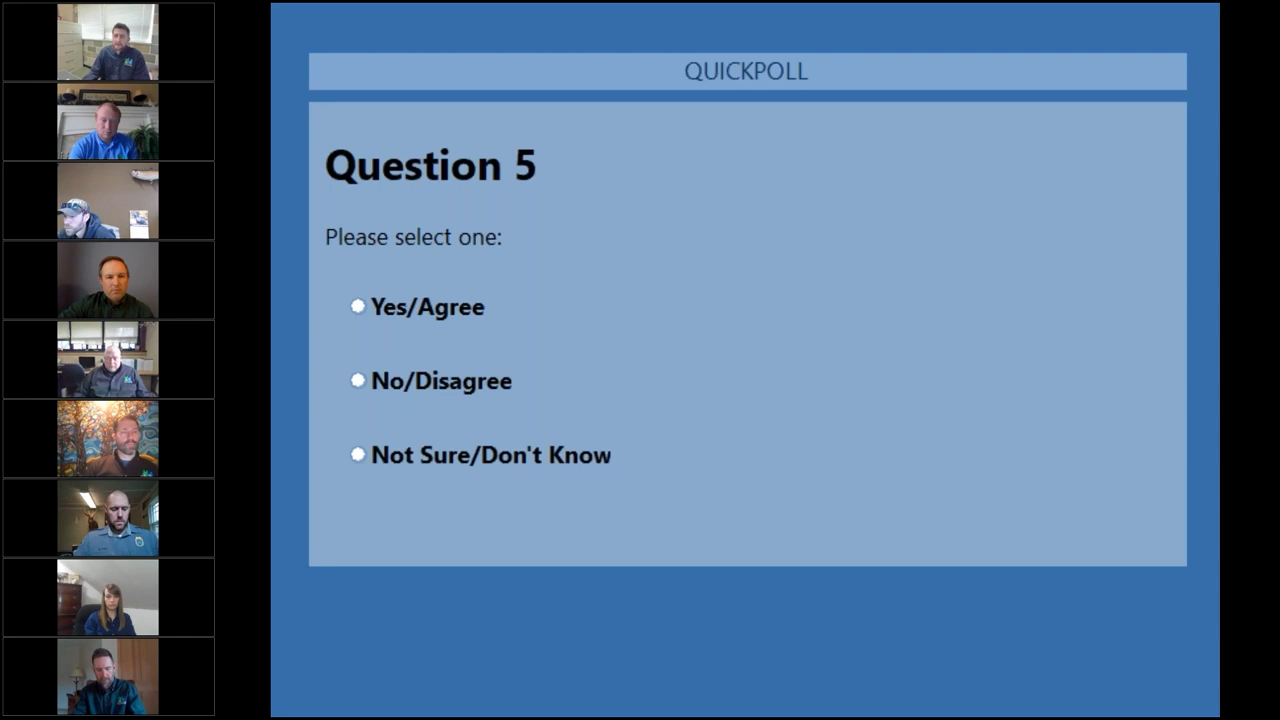 QUICKPOLL
Question 5
Please select one:
Yes/Agree
No/Disagree
Not Sure/Don't Know